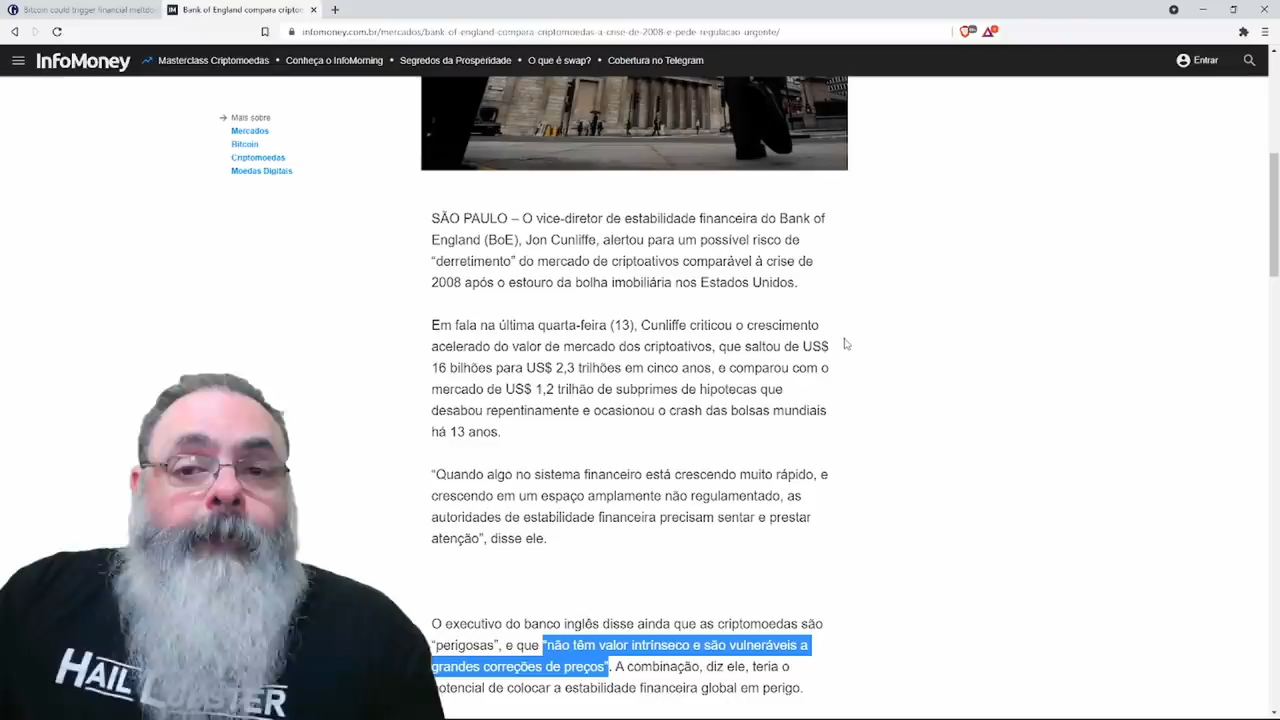 Bitcoin could trigger financial meltdo
Bank of England compara criptom
infomoney.com.br/mercados/bank-of-england-compara-criptomoedas-a-crise-de-2008-e-pede-regulacao-urgente/
InfoMoney
Masterclass Criptomoedas • Conheça o InfoMorning • Segredos da Prosperidade • O que é swap? • Cobertura no Telegram
Entrar
Mais sobre
Mercados
Bitcoin
Criptomoedas
Moedas Digitais
SÃO PAULO – O vice-diretor de estabilidade financeira do Bank of
England (BoE), Jon Cunliffe, alertou para um possível risco de
“derretimento” do mercado de criptoativos comparável à crise de
2008 após o estouro da bolha imobiliária nos Estados Unidos.
Em fala na última quarta-feira (13), Cunliffe criticou o crescimento
acelerado do valor de mercado dos criptoativos, que saltou de US$
16 bilhões para US$ 2,3 trilhões em cinco anos, e comparou com o
mercado de US$ 1,2 trilhão de subprimes de hipotecas que
desabou repentinamente e ocasionou o crash das bolsas mundiais
há 13 anos.
“Quando algo no sistema financeiro está crescendo muito rápido, e
crescendo em um espaço amplamente não regulamentado, as
autoridades de estabilidade financeira precisam sentar e prestar
atenção”, disse ele.
O executivo do banco inglês disse ainda que as criptomoedas são
“perigosas”, e que “não têm valor intrínseco e são vulneráveis a
grandes correções de preços”. A combinação, diz ele, teria o
potencial de colocar a estabilidade financeira global em perigo.
HAIL